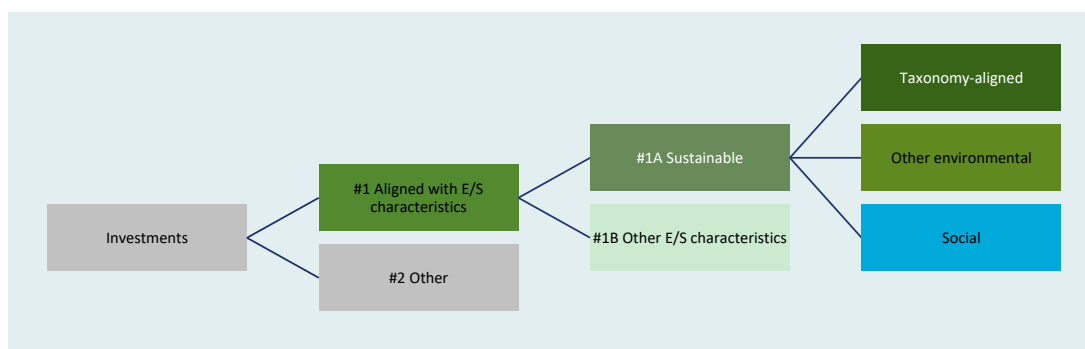 Investments
#1 Aligned with E/S
characteristics
#2 Other
#1A Sustainable
#1B Other E/S characteristics
Taxonomy-aligned
Other environmental
Social